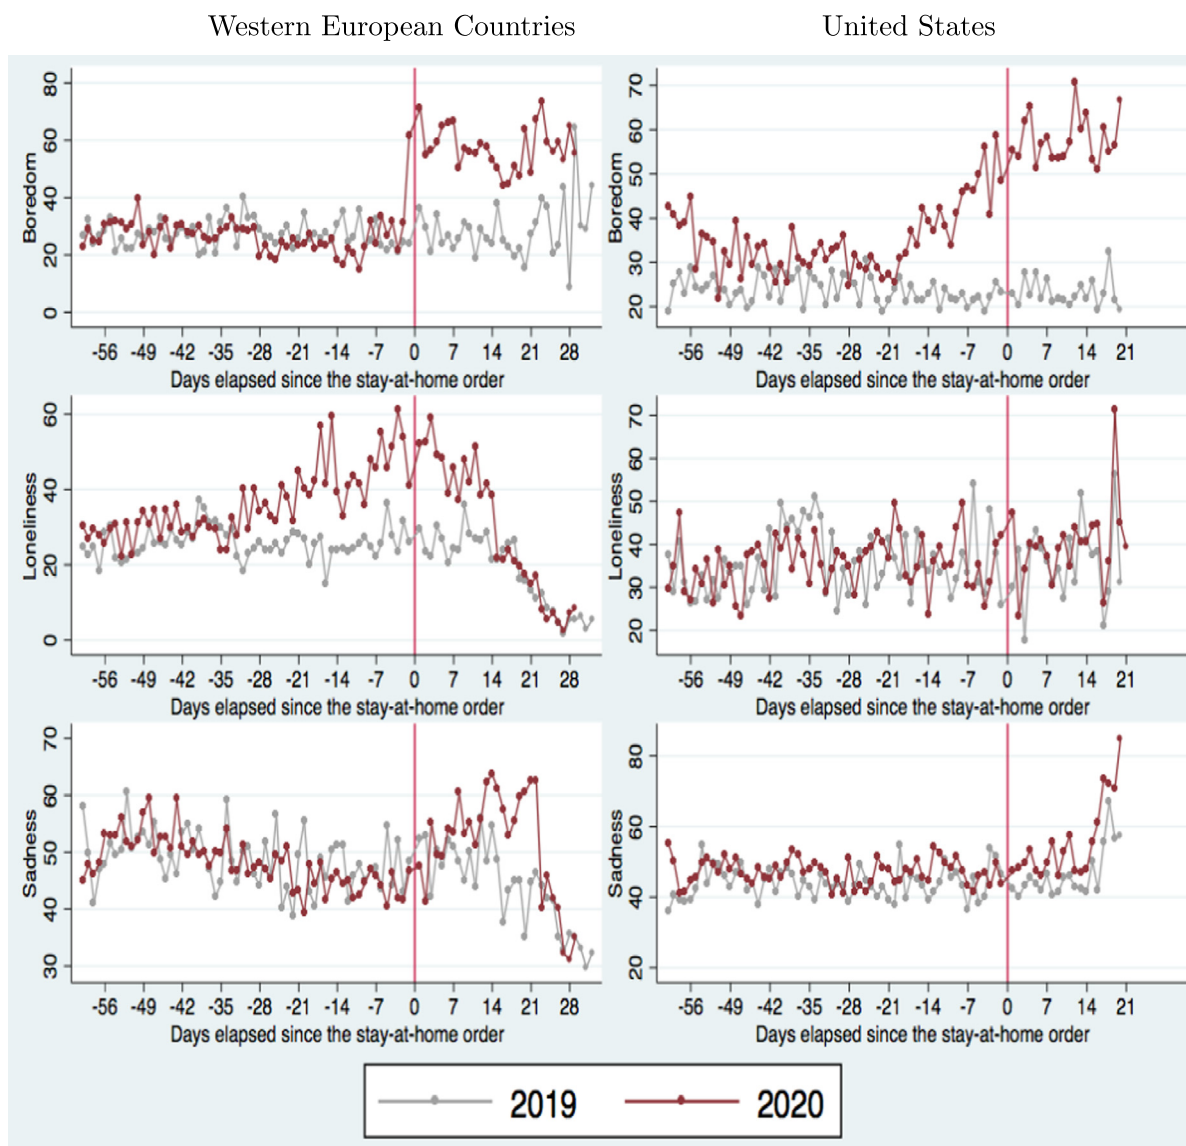 Western European Countries United States
Boredom
80
60
40
20
0
-56 -49 -42 -35 -28 -21 -14 -7 0 7 14 21 28
Days elapsed since the stay-at-home order
Boredom
70
60
50
40
30
20
-56 -49 -42 -35 -28 -21 -14 -7 0 7 14 21
Days elapsed since the stay-at-home order
Loneliness
60
40
20
0
-56 -49 -42 -35 -28 -21 -14 -7 0 7 14 21 28
Days elapsed since the stay-at-home order
Loneliness
70
60
50
40
30
20
-56 -49 -42 -35 -28 -21 -14 -7 0 7 14 21
Days elapsed since the stay-at-home order
Sadness
70
60
50
40
30
-56 -49 -42 -35 -28 -21 -14 -7 0 7 14 21 28
Days elapsed since the stay-at-home order
Sadness
80
60
40
20
-56 -49 -42 -35 -28 -21 -14 -7 0 7 14 21
Days elapsed since the stay-at-home order
2019 2020